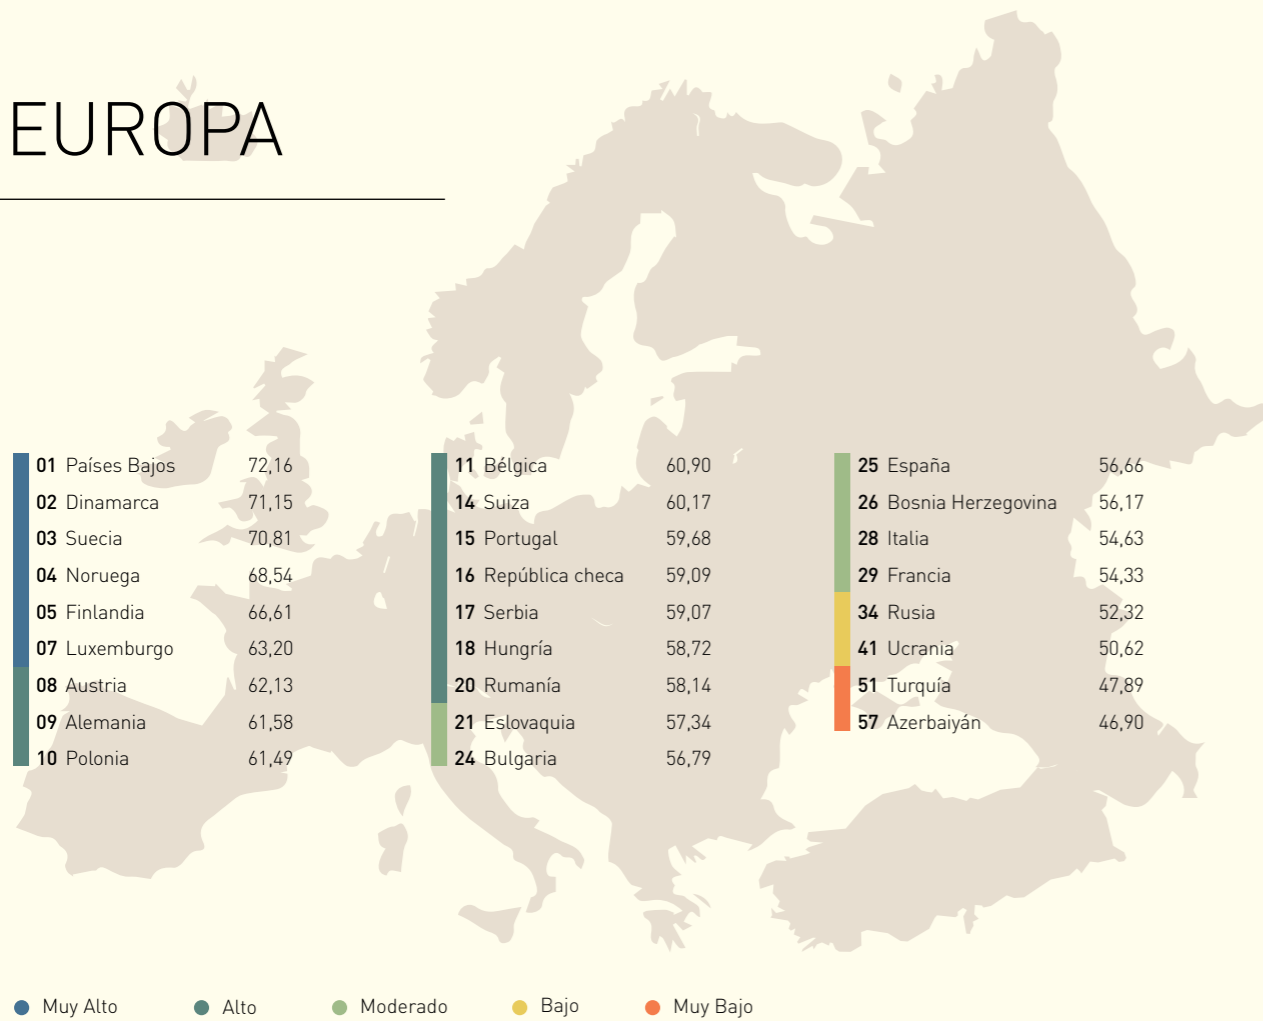 EUROPA
01 Países Bajos 72,16
02 Dinamarca 71,15
03 Suecia 70,81
04 Noruega 68,54
05 Finlandia 66,61
07 Luxemburgo 63,20
08 Austria 62,13
09 Alemania 61,58
10 Polonia 61,49
11 Bélgica 60,90
14 Suiza 60,17
15 Portugal 59,68
16 República checa 59,09
17 Serbia 59,07
18 Hungría 58,72
20 Rumanía 58,14
21 Eslovaquia 57,34
24 Bulgaria 56,79
25 España 56,66
26 Bosnia Herzegovina 56,17
28 Italia 54,63
29 Francia 54,33
34 Rusia 52,32
41 Ucrania 50,62
51 Turquía 47,89
57 Azerbaiyán 46,90
Muy Alto Alto Moderado Bajo Muy Bajo